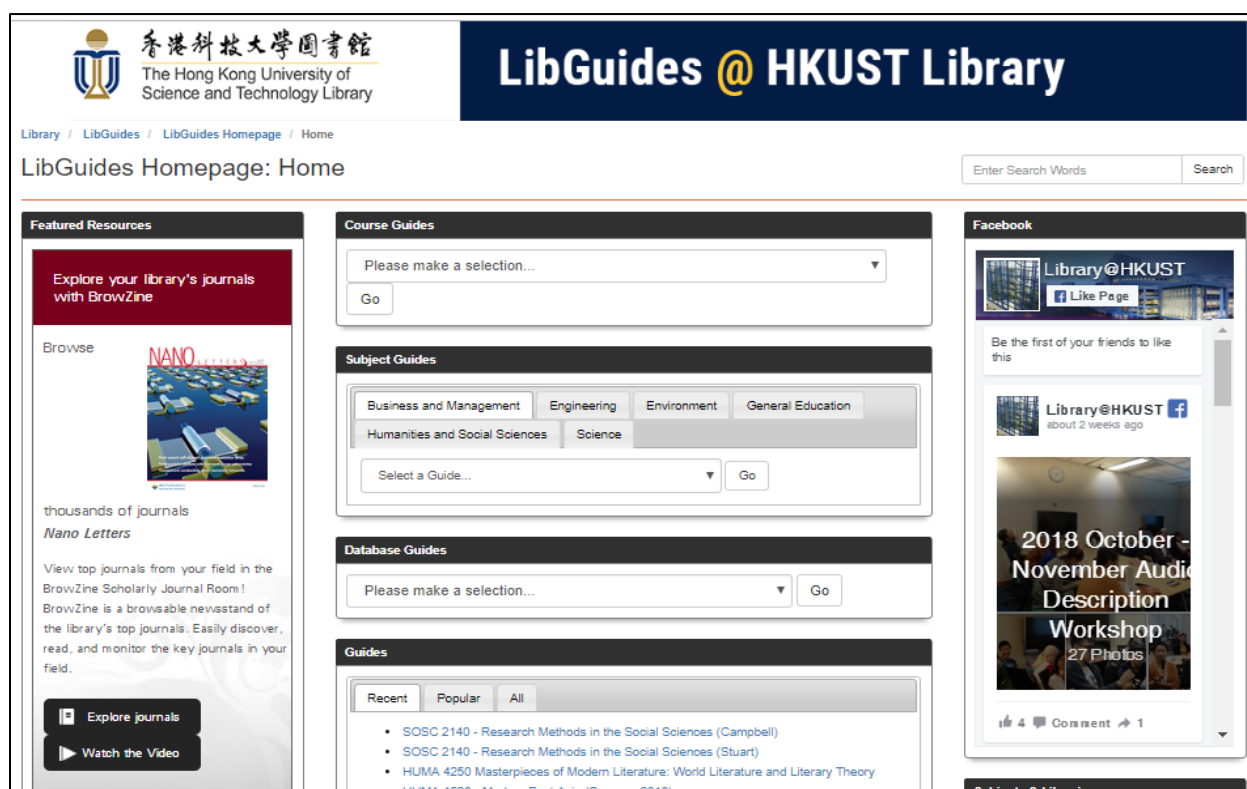 香港科技大學圖書館
The Hong Kong University of
Science and Technology Library
LibGuides @ HKUST Library
Library / LibGuides / LibGuides Homepage / Home
LibGuides Homepage: Home
Enter Search Words
Search
Featured Resources
Explore your library's journals
with BrowZine
Browse
NANO LETTERS
thousands of journals
Nano Letters
View top journals from your field in the
BrowZine Scholarly Journal Room!
BrowZine is a browsable newsstand of
the library's top journals. Easily discover,
read, and monitor the key journals in your
field.
Explore journals
Watch the Video
Course Guides
Please make a selection...
Go
Subject Guides
Business and Management Engineering Environment General Education
Humanities and Social Sciences Science
Select a Guide... Go
Database Guides
Please make a selection... Go
Guides
Recent Popular All
SOSC 2140 - Research Methods in the Social Sciences (Campbell)
SOSC 2140 - Research Methods in the Social Sciences (Stuart)
HUMA 4250 Masterpieces of Modern Literature: World Literature and Literary Theory
Facebook
Library@HKUST
Like Page
Be the first of your friends to like
this
Library@HKUST
about 2 weeks ago
2018 October -
November Audio
Description
Workshop
27 Photos
4 Comment 1